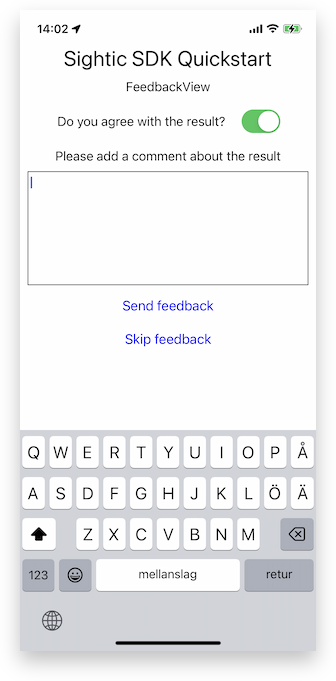 14:02
Sightic SDK Quickstart
FeedbackView
Do you agree with the result?
Please add a comment about the result
Send feedback
Skip feedback
Q W E R T Y U I O P Å
A S D F G H J K L Ö Ä
Z X C V B N M
123 mellanslag retur